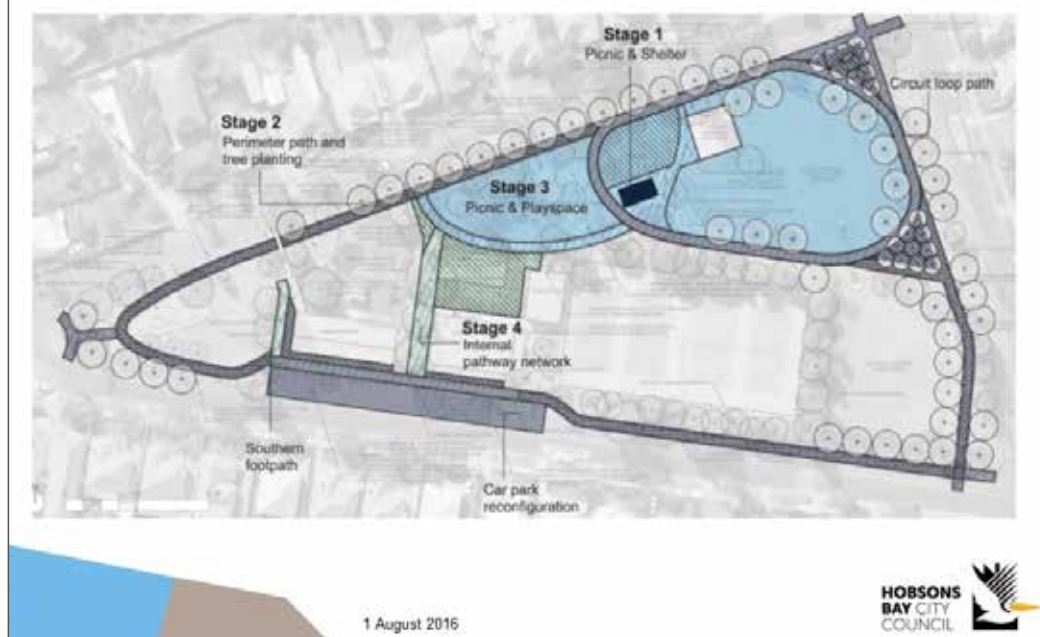 Stage 1
Picnic & Shelter
Circuit loop path
Stage 2
Perimeter path and
tree planting
Stage 3
Picnic & Playspace
Stage 4
Internal
pathway network
Southern
footpath
Car park
reconfiguration
1 August 2016
HOBSONS
BAY CITY
COUNCIL